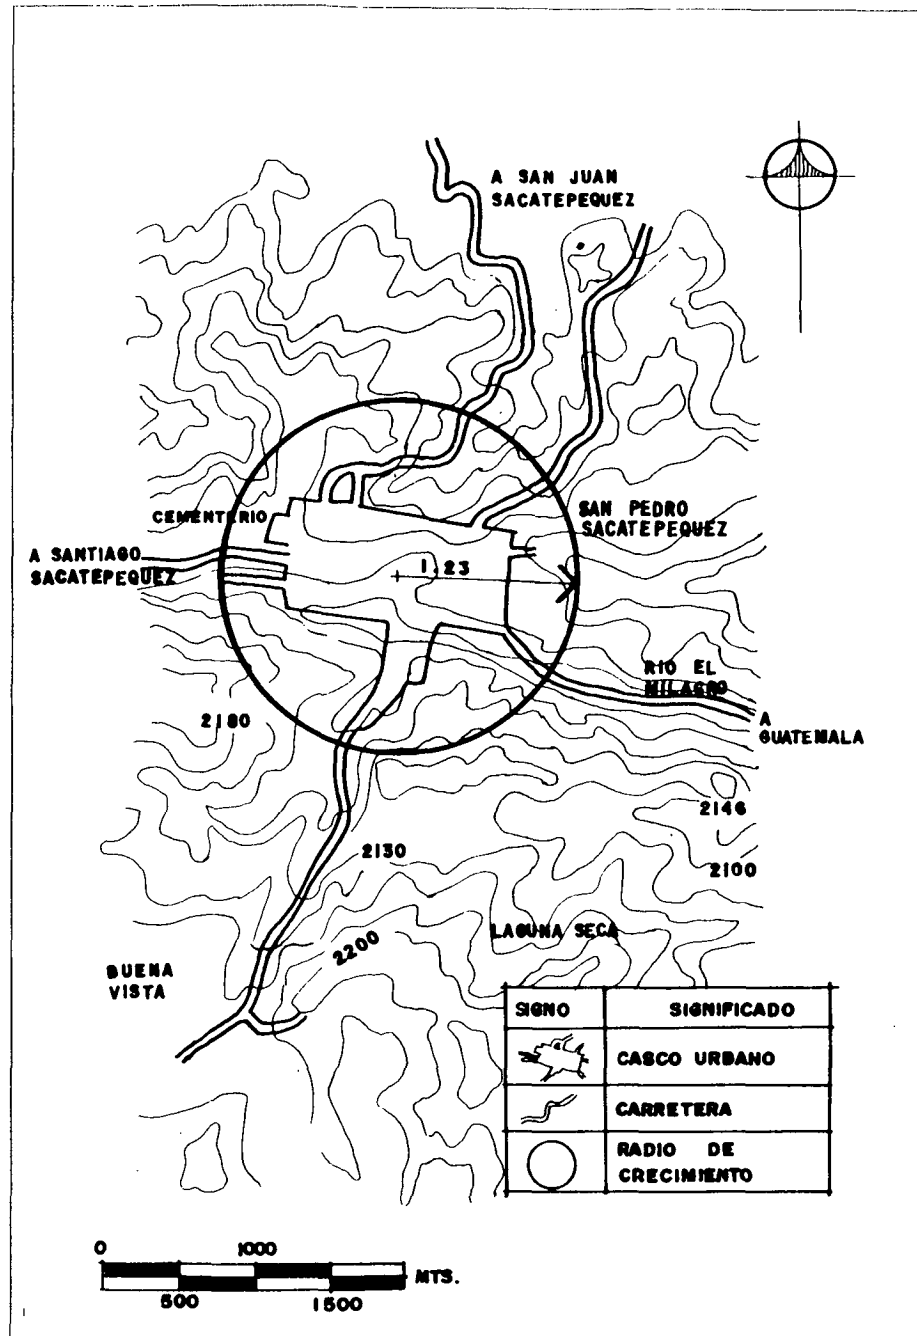 A SAN JUAN
SACATEPEQUEZ
SAN PEDRO
SACATEPEQUEZ
CEMENTERIO
A SANTIAGO
SACATEPEQUEZ
1.23
RIO EL
MILAGRO
A
GUATEMALA
2180
2146
2130
2100
LAGUNA SECA
2200
BUENA
VISTA
SIGNO SIGNIFICADO
CASCO URBANO
CARRETERA
RADIO DE
CRECIMIENTO
0 1000
MTS.
500 1500